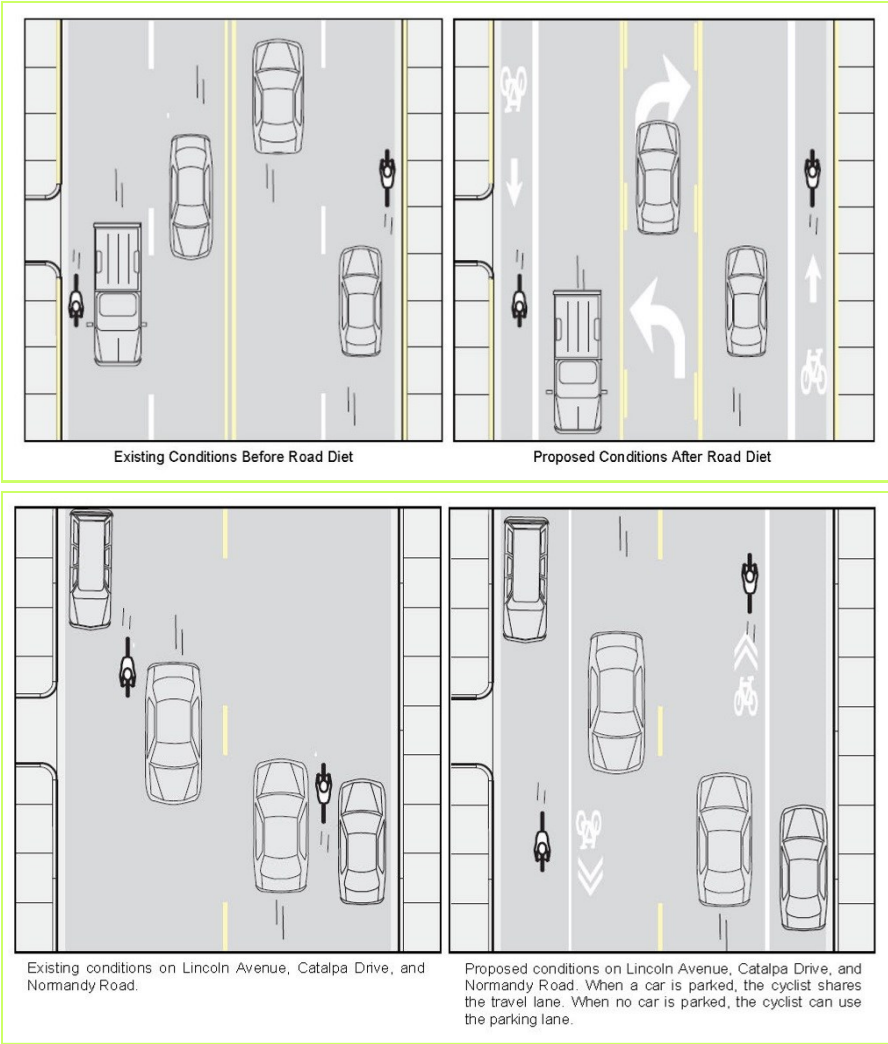 Existing Conditions Before Road Diet
Proposed Conditions After Road Diet
Existing conditions on Lincoln Avenue, Catalpa Drive, and
Normandy Road.
Proposed conditions on Lincoln Avenue, Catalpa Drive, and
Normandy Road. When a car is parked, the cyclist shares
the travel lane. When no car is parked, the cyclist can use
the parking lane.